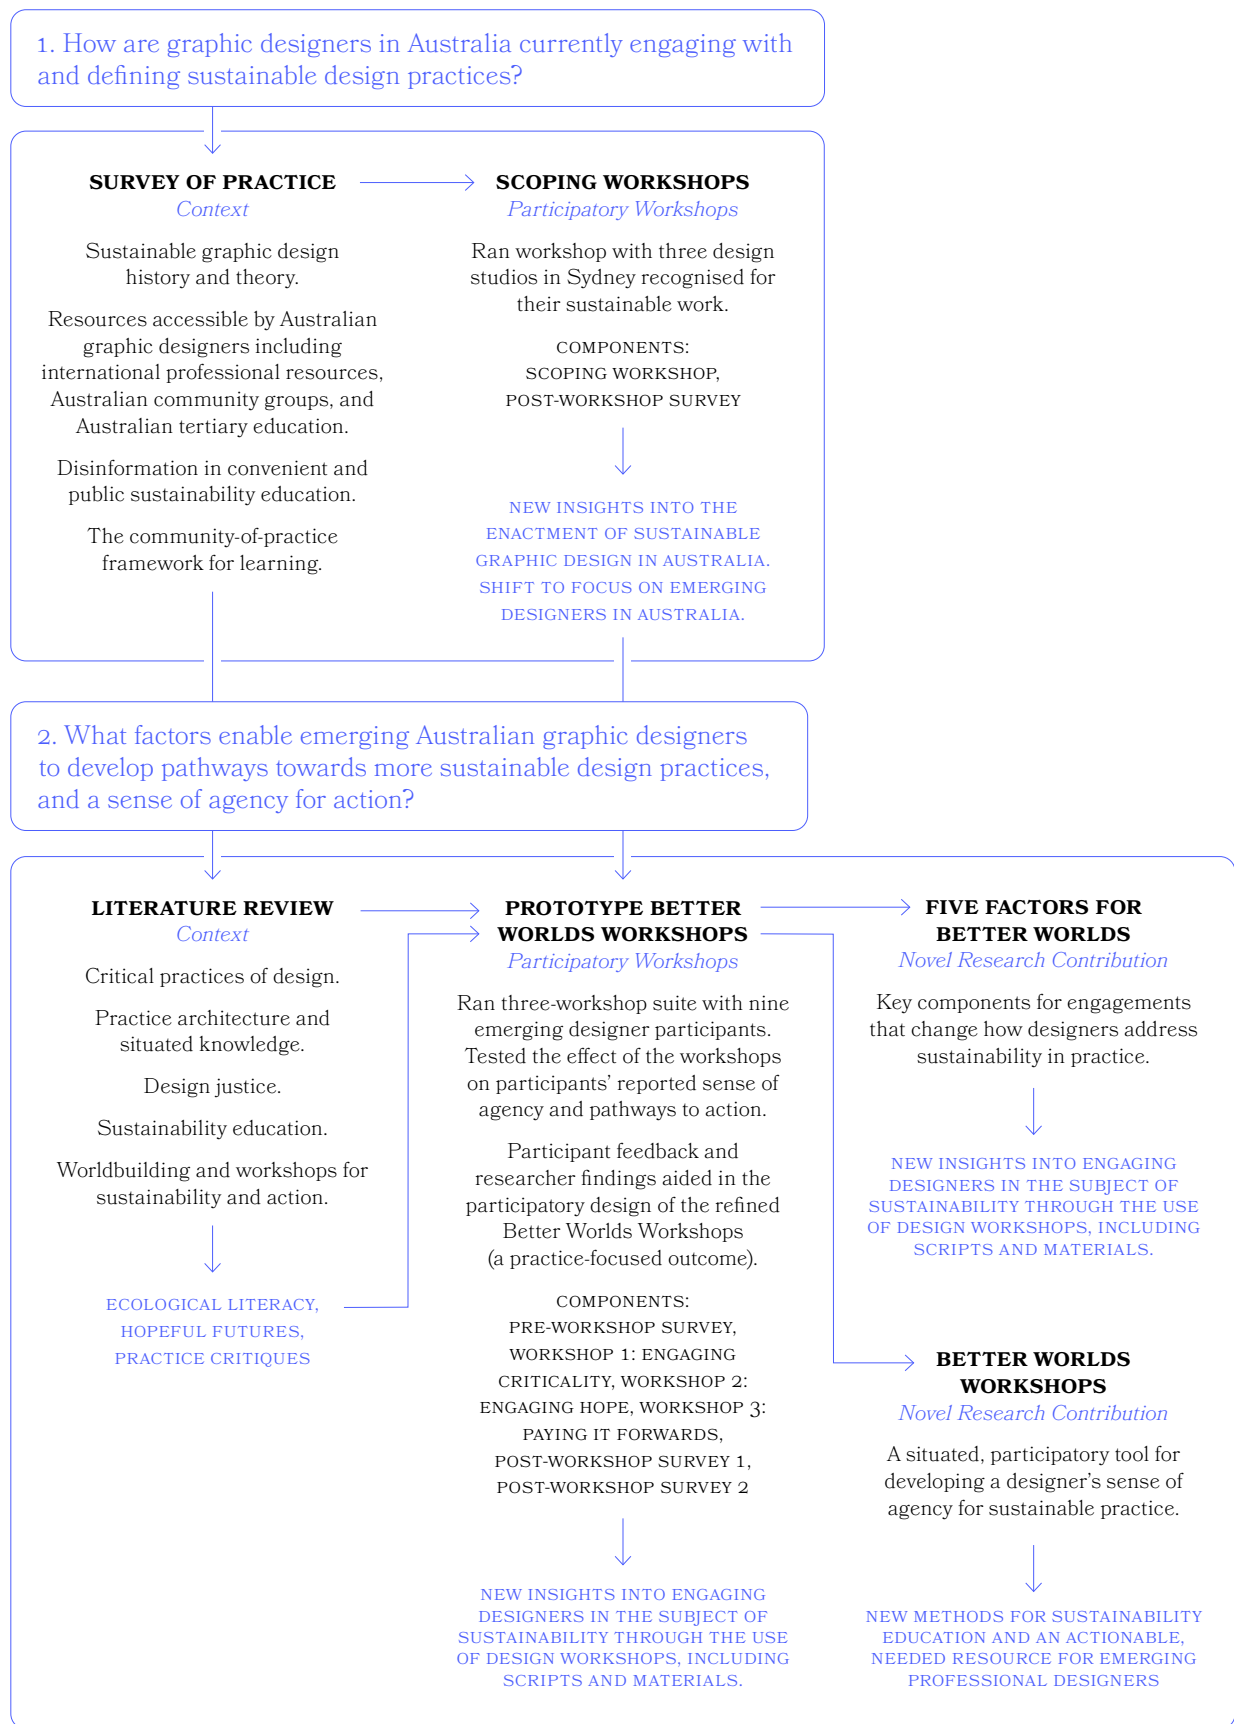 1. How are graphic designers in Australia currently engaging with
and defining sustainable design practices?
SURVEY OF PRACTICE
Context
Sustainable graphic design
history and theory.
Resources accessible by Australian
graphic designers including
international professional resources,
Australian community groups, and
Australian tertiary education.
Disinformation in convenient and
public sustainability education.
The community-of-practice
framework for learning.
SCOPING WORKSHOPS
Participatory Workshops
Ran workshop with three design
studios in Sydney recognised for
their sustainable work.
COMPONENTS:
SCOPING WORKSHOP,
POST-WORKSHOP SURVEY
NEW INSIGHTS INTO THE
ENACTMENT OF SUSTAINABLE
GRAPHIC DESIGN IN AUSTRALIA.
SHIFT TO FOCUS ON EMERGING
DESIGNERS IN AUSTRALIA.
2. What factors enable emerging Australian graphic designers
to develop pathways towards more sustainable design practices,
and a sense of agency for action?
LITERATURE REVIEW
Context
Critical practices of design.
Practice architecture and
situated knowledge.
Design justice.
Sustainability education.
Worldbuilding and workshops for
sustainability and action.
ECOLOGICAL LITERACY,
HOPEFUL FUTURES,
PRACTICE CRITIQUES
PROTOTYPE BETTER
WORLDS WORKSHOPS
Participatory Workshops
Ran three-workshop suite with nine
emerging designer participants.
Tested the effect of the workshops
on participants' reported sense of
agency and pathways to action.
Participant feedback and
researcher findings aided in the
participatory design of the refined
Better Worlds Workshops
(a practice-focused outcome).
COMPONENTS:
PRE-WORKSHOP SURVEY,
WORKSHOP 1: ENGAGING
CRITICALITY, WORKSHOP 2:
ENGAGING HOPE, WORKSHOP 3:
PAYING IT FORWARDS,
POST-WORKSHOP SURVEY 1,
POST-WORKSHOP SURVEY 2
NEW INSIGHTS INTO ENGAGING
DESIGNERS IN THE SUBJECT OF
SUSTAINABILITY THROUGH THE USE
OF DESIGN WORKSHOPS, INCLUDING
SCRIPTS AND MATERIALS.
FIVE FACTORS FOR
BETTER WORLDS
Novel Research Contribution
Key components for engagements
that change how designers address
sustainability in practice.
NEW INSIGHTS INTO ENGAGING
DESIGNERS IN THE SUBJECT OF
SUSTAINABILITY THROUGH THE USE
OF DESIGN WORKSHOPS, INCLUDING
SCRIPTS AND MATERIALS.
BETTER WORLDS
WORKSHOPS
Novel Research Contribution
A situated, participatory tool for
developing a designer's sense of
agency for sustainable practice.
NEW METHODS FOR SUSTAINABILITY
EDUCATION AND AN ACTIONABLE,
NEEDED RESOURCE FOR EMERGING
PROFESSIONAL DESIGNERS